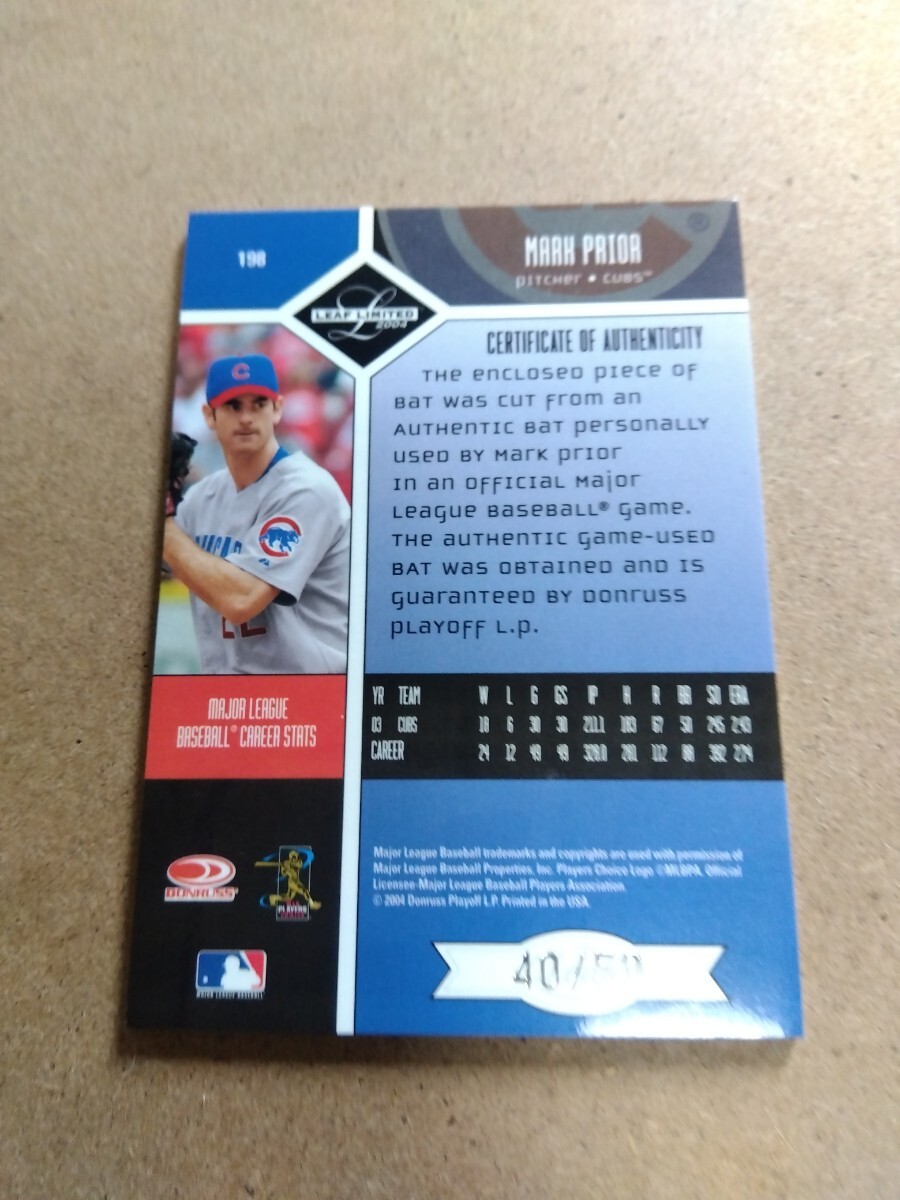 198
MARK PRIOR
pitcher • CUBS™
LEAF LIMITED
2004
CERTIFICATE OF AUTHENTICITY
THE enclosed piece of
BAT was cut from an
AUTHENTIC BAT personally
used BY Mark prior
in an official Major
League Baseball® game.
THE authentic game-used
BAT was obtained and is
guaranteed BY Donruss
playoff L.P.
C
MAJOR LEAGUE
BASEBALL® CAREER STATS
YR TEAM W L G GS IP H R BB SO ERA
03 CUBS 18 6 30 30 211.1 183 67 50 245 2.43
CAREER 24 12 49 49 328.0 281 112 88 392 2.74
Major League Baseball trademarks and copyrights are used with permission of
Major League Baseball Properties, Inc. Players Choice Logo ©MLBPA Official
Licensee-Major League Baseball Players Association.
© 2004 Donruss Playoff L.P. Printed in the USA.
DONRUSS
PLAYERS
MAJOR LEAGUE BASEBALL
40/50